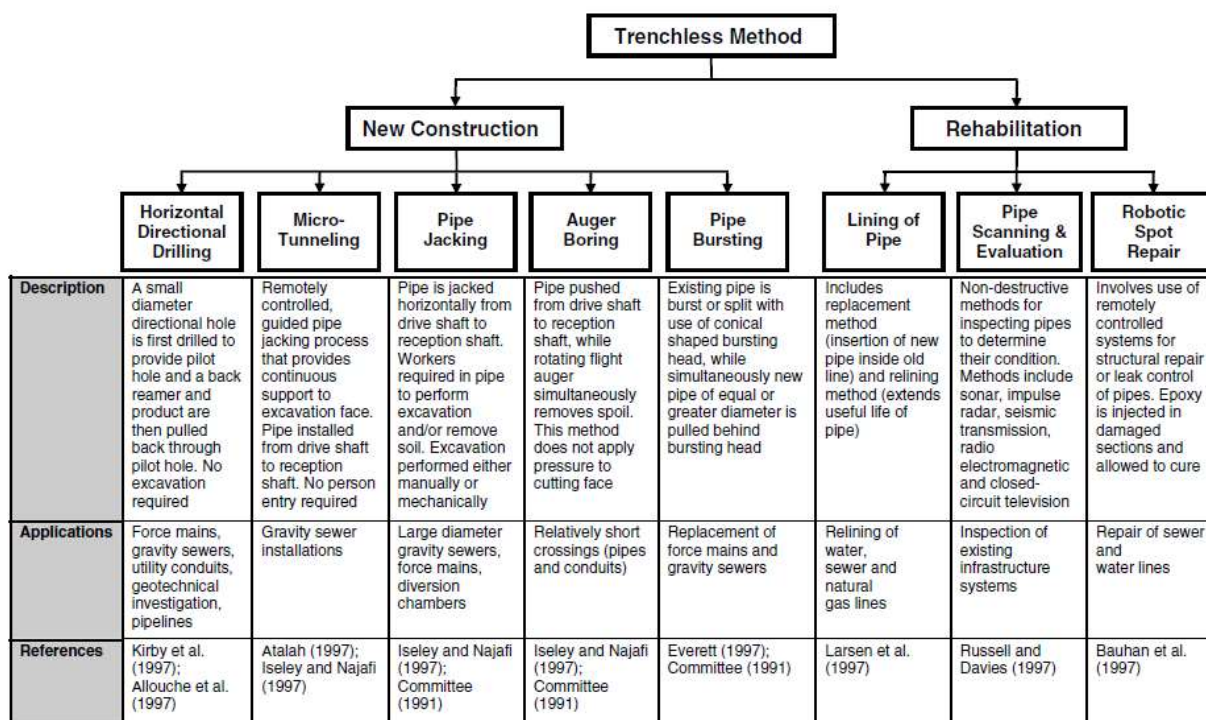 Trenchless Method
New Construction
Rehabilitation
Horizontal
Directional
Drilling
Micro-
Tunneling
Pipe
Jacking
Auger
Boring
Pipe
Bursting
Lining of
Pipe
Pipe
Scanning &
Evaluation
Robotic
Spot
Repair
Description
A small
diameter
directional hole
is first drilled to
provide pilot
hole and a back
reamer and
product are
then pulled
back through
pilot hole. No
excavation
required
Remotely
controlled,
guided pipe
jacking process
that provides
continuous
support to
excavation face.
Pipe installed
from drive shaft
to reception
shaft. No person
entry required
Pipe is jacked
horizontally from
drive shaft to
reception shaft.
Workers
required in pipe
to perform
excavation
and/or remove
soil. Excavation
performed either
manually or
mechanically
Pipe pushed
from drive shaft
to reception
shaft, while
rotating flight
auger
simultaneously
removes spoil.
This method
does not apply
pressure to
cutting face
Existing pipe is
burst or split with
use of conical
shaped bursting
head, while
simultaneously new
pipe of equal or
greater diameter is
pulled behind
bursting head
Includes
replacement
method
(insertion of new
pipe inside old
line) and relining
method (extends
useful life of
pipe)
Non-destructive
methods for
inspecting pipes
to determine
their condition.
Methods include
sonar, impulse
radar, seismic
transmission,
radio
electromagnetic
and closed-
circuit television
Involves use of
remotely
controlled
systems for
structural repair
or leak control
of pipes. Epoxy
is injected in
damaged
sections and
allowed to cure
Applications
Force mains,
gravity sewers,
utility conduits,
geotechnical
investigation,
pipelines
Gravity sewer
installations
Large diameter
gravity sewers,
force mains,
diversion
chambers
Relatively short
crossings (pipes
and conduits)
Replacement of
force mains and
gravity sewers
Relining of
water,
sewer and
natural
gas lines
Inspection of
existing
infrastructure
systems
Repair of sewer
and
water lines
References
Kirby et al.
(1997);
Allouche et al.
(1997)
Atalah (1997);
Iseley and Najafi
(1997)
Iseley and Najafi
(1997);
Committee
(1991)
Iseley and Najafi
(1997);
Committee
(1991)
Everett (1997);
Committee (1991)
Larsen et al.
(1997)
Russell and
Davies (1997)
Bauhan et al.
(1997)